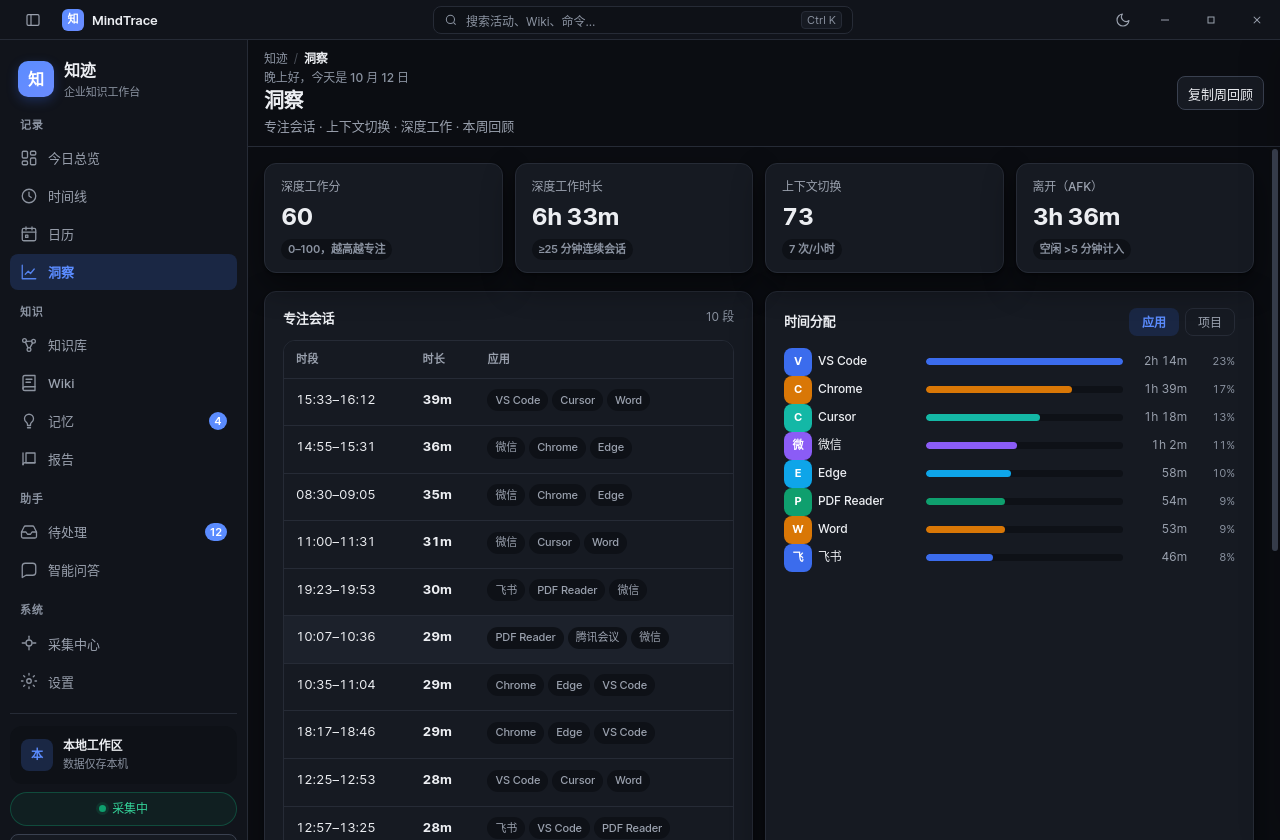 知 MindTrace
搜索活动、Wiki、命令... Ctrl K
知 知迹
企业知识工作台
记录
今日总览
时间线
日历
洞察
知识
知识库
Wiki
记忆 4
报告
助手
待处理 12
智能问答
系统
采集中心
设置
本 本地工作区
数据仅存本机
采集中
知迹 / 洞察
晚上好，今天是 10 月 12 日
洞察
专注会话 · 上下文切换 · 深度工作 · 本周回顾
复制周回顾
深度工作分
60
0–100，越高越专注
深度工作时长
6h 33m
≥25 分钟连续会话
上下文切换
73
7 次/小时
离开（AFK）
3h 36m
空闲 >5 分钟计入
专注会话 10 段
时段 时长 应用
15:33–16:12 39m VS Code Cursor Word
14:55–15:31 36m 微信 Chrome Edge
08:30–09:05 35m 微信 Chrome Edge
11:00–11:31 31m 微信 Cursor Word
19:23–19:53 30m 飞书 PDF Reader 微信
10:07–10:36 29m PDF Reader 腾讯会议 微信
10:35–11:04 29m Chrome Edge VS Code
18:17–18:46 29m Chrome Edge VS Code
12:25–12:53 28m VS Code Cursor Word
12:57–13:25 28m 飞书 VS Code PDF Reader
时间分配 应用 项目
V VS Code 2h 14m 23%
C Chrome 1h 39m 17%
C Cursor 1h 18m 13%
微 微信 1h 2m 11%
E Edge 58m 10%
P PDF Reader 54m 9%
W Word 53m 9%
飞 飞书 46m 8%